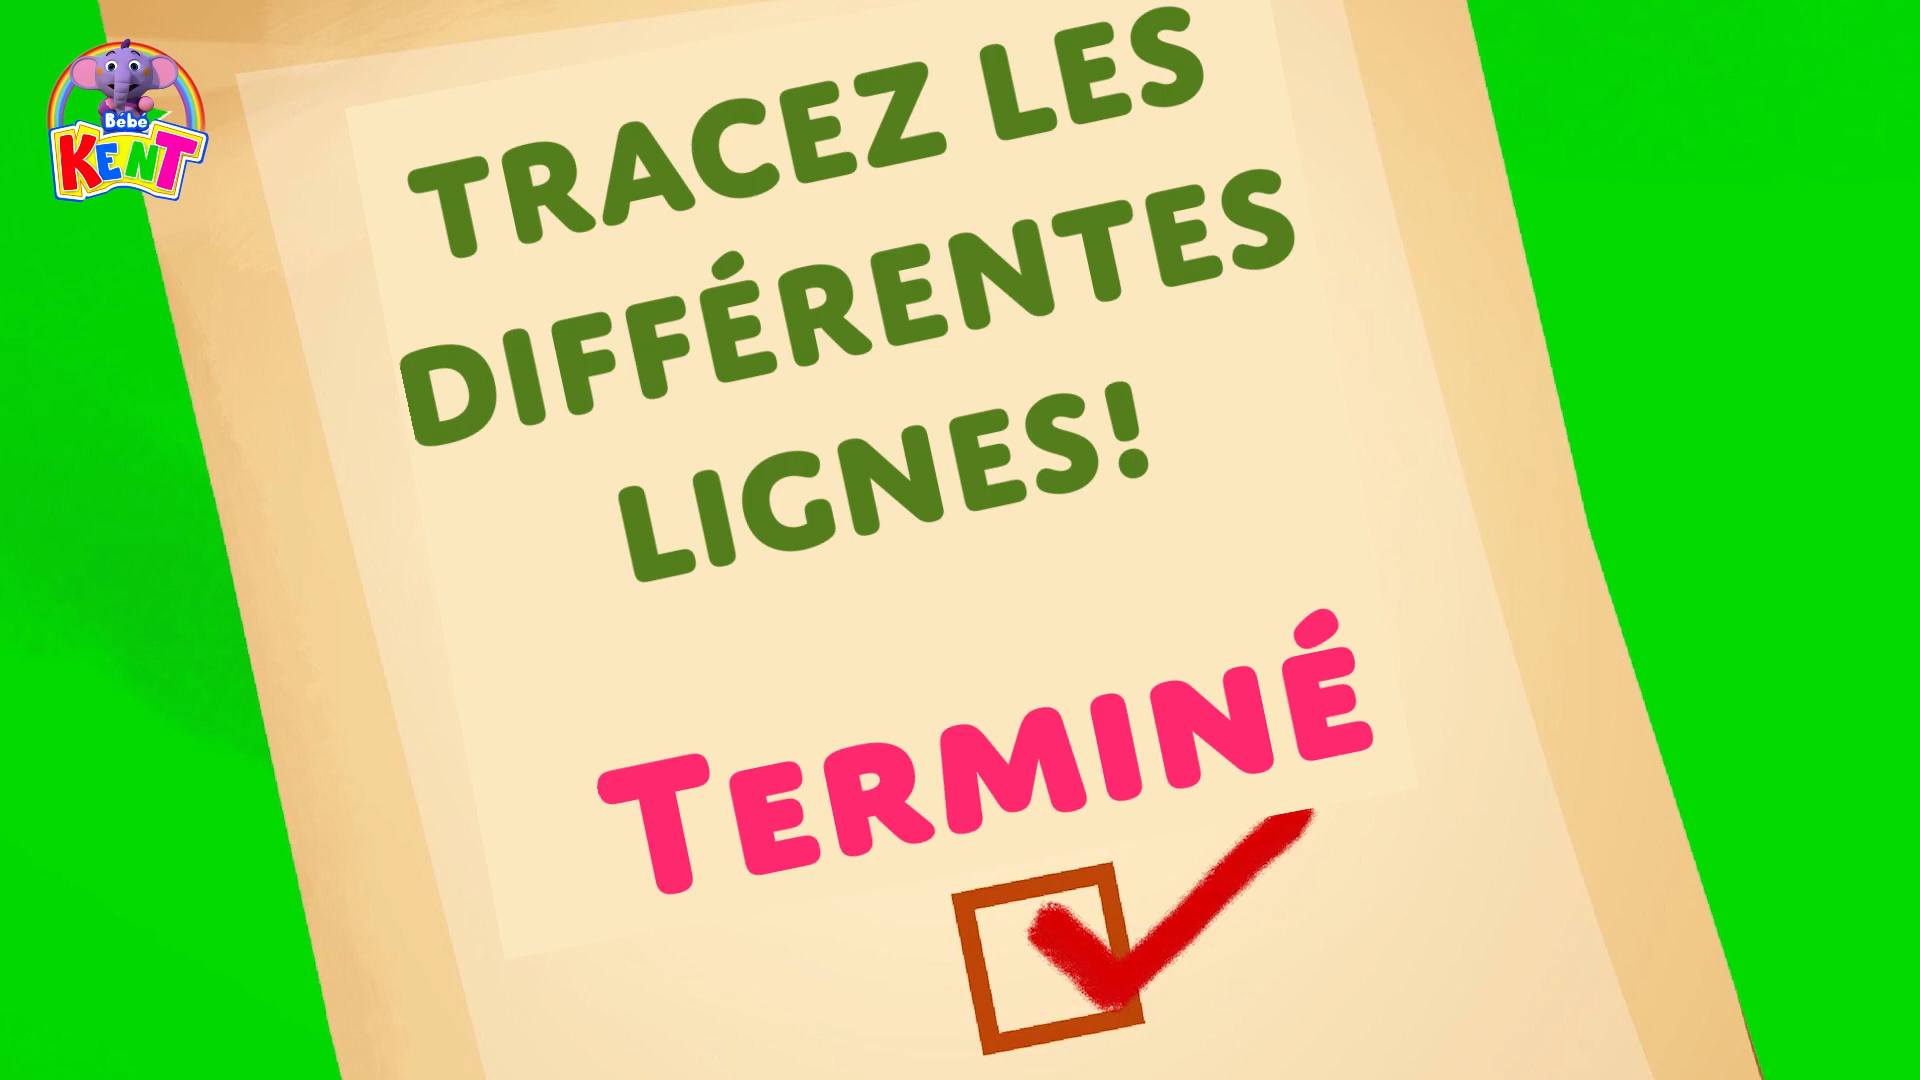 Bébé
KENT
TRACEZ LES
DIFFÉRENTES
LIGNES!
TERMINÉ